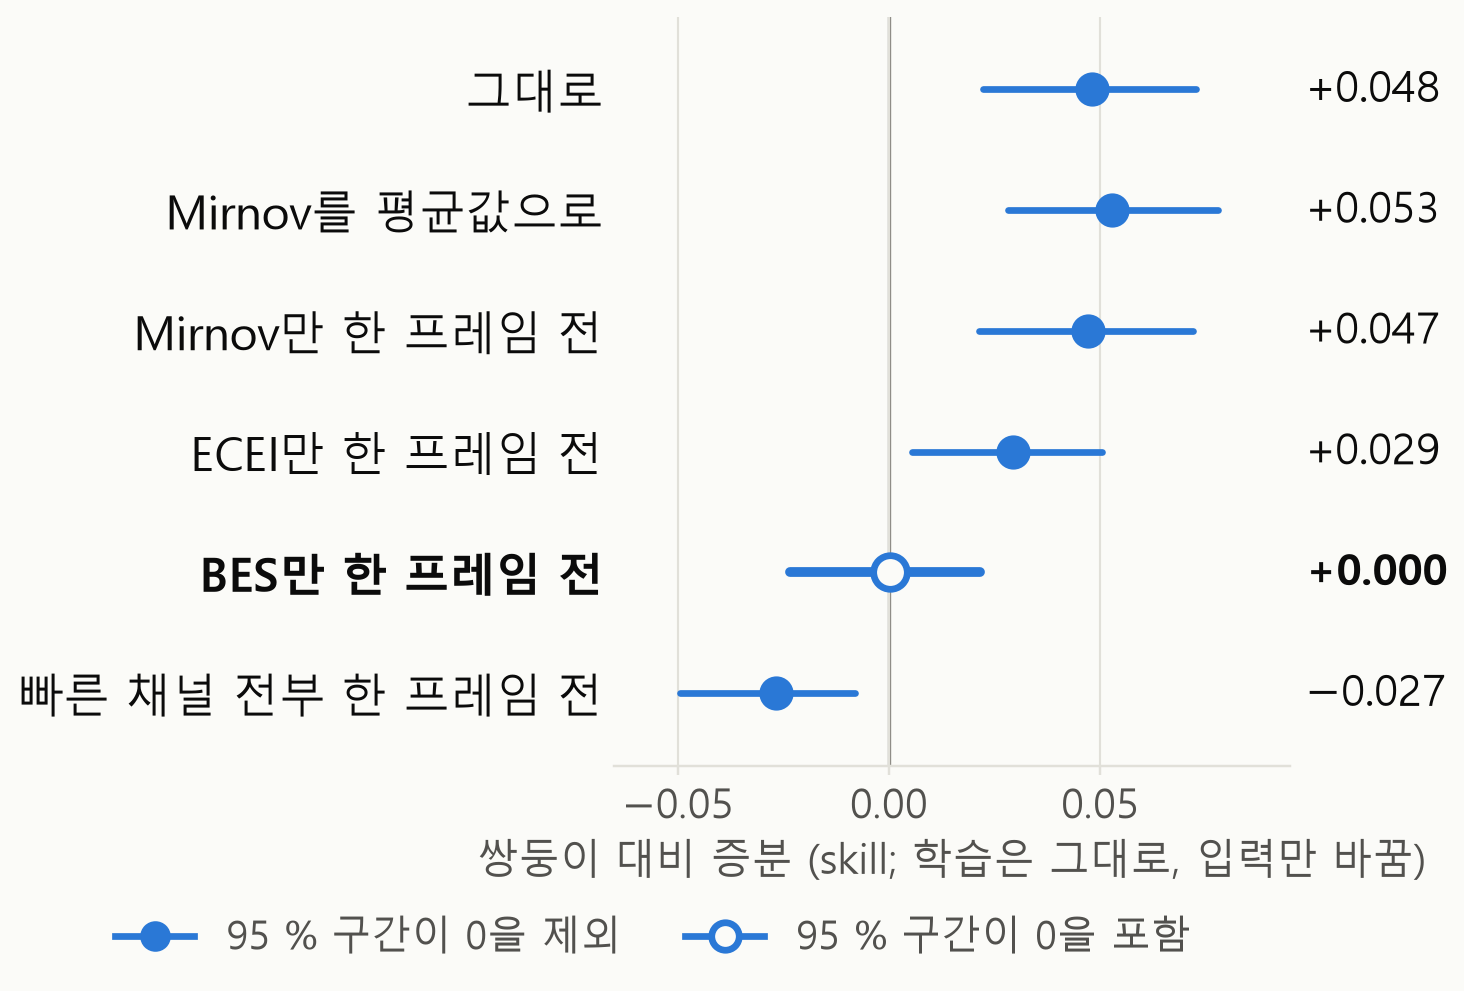 그대로 +0.048
Mirnov를 평균값으로 +0.053
Mirnov만 한 프레임 전 +0.047
ECEI만 한 프레임 전 +0.029
BES만 한 프레임 전 +0.000
빠른 채널 전부 한 프레임 전 −0.027
−0.05 0.00 0.05
쌍둥이 대비 증분 (skill; 학습은 그대로, 입력만 바꿈)
95 % 구간이 0을 제외 95 % 구간이 0을 포함